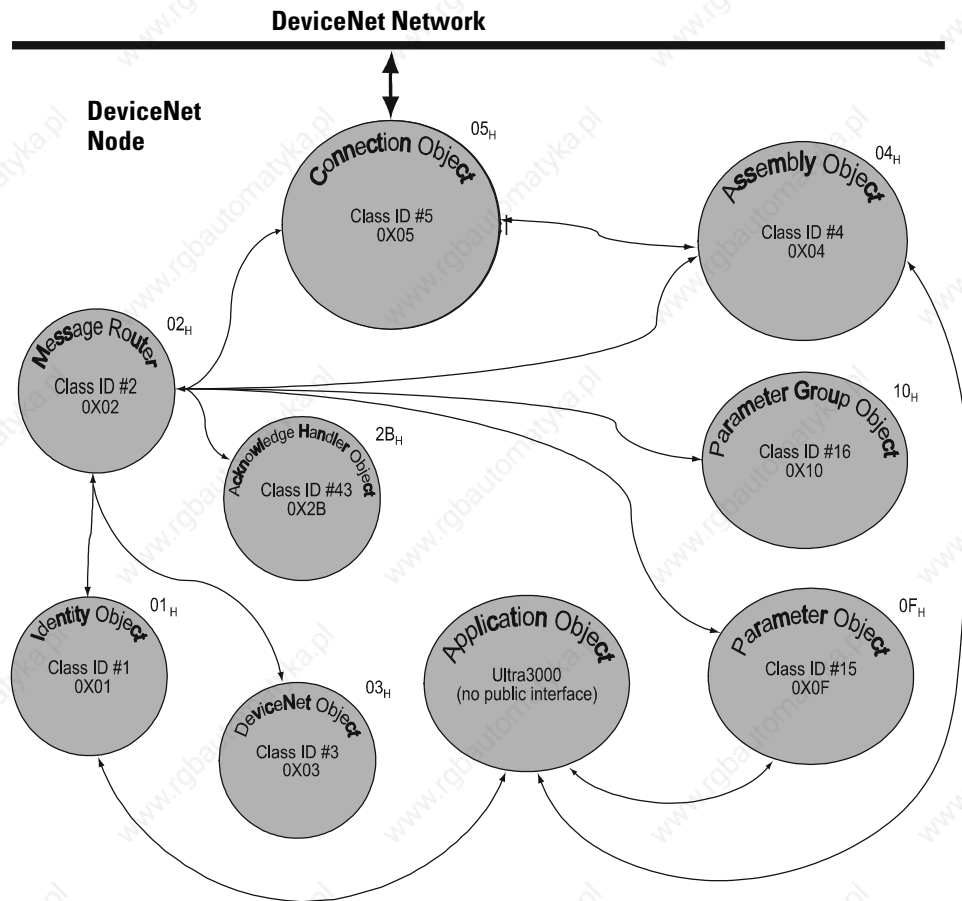 DeviceNet Network
DeviceNet
Node
05H
Connection Object
Class ID #5
0X05
04H
Assembly Object
Class ID #4
0X04
02H
Message Router
Class ID #2
0X02
10H
Parameter Group Object
Class ID #16
0X10
2BH
Acknowledge Handler Object
Class ID #43
0X2B
01H
Identity Object
Class ID #1
0X01
03H
DeviceNet Object
Class ID #3
0X03
Application Object
Ultra3000
(no public interface)
0FH
Parameter Object
Class ID #15
0X0F
www.rgbautomatyka.pl